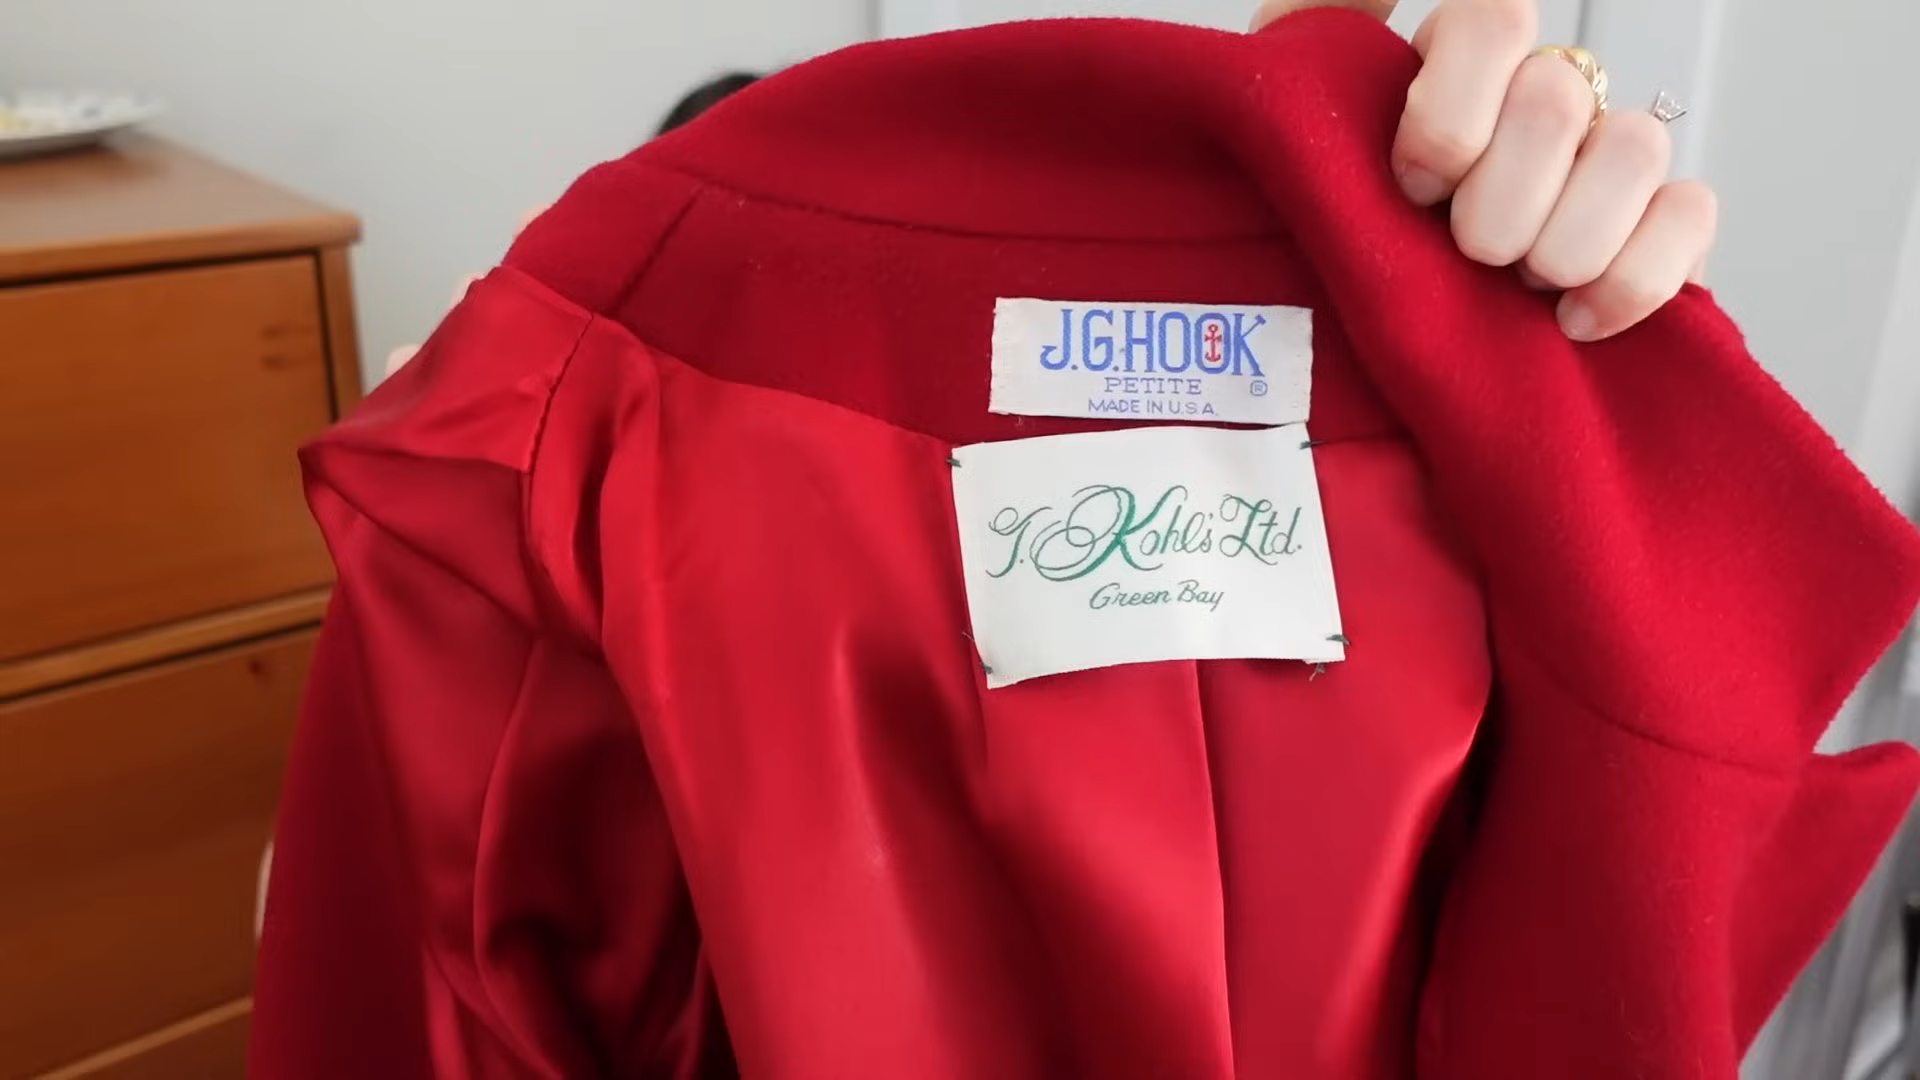 J.G.HOOK
PETITE ®
MADE IN U.S.A.
T. Kohl's Ltd.
Green Bay